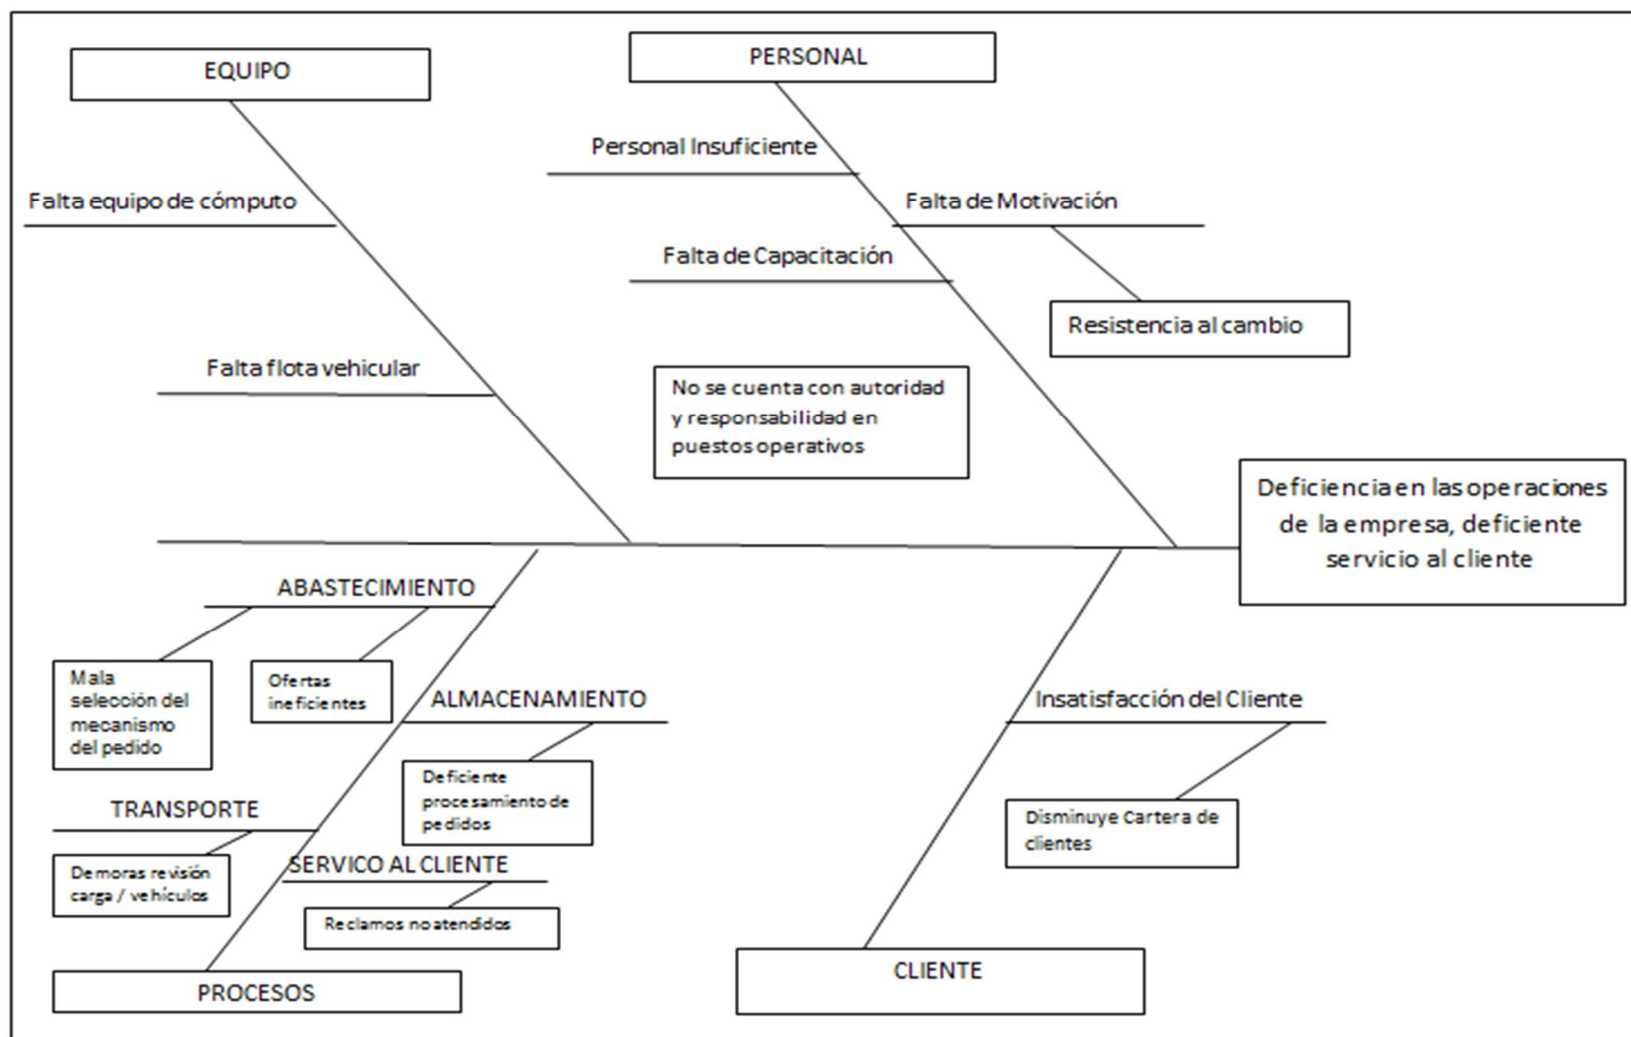 EQUIPO
PERSONAL
Personal Insuficiente
Falta equipo de cómputo
Falta de Motivación
Falta de Capacitación
Resistencia al cambio
Falta flota vehicular
No se cuenta con autoridad
y responsabilidad en
puestos operativos
Deficiencia en las operaciones
de la empresa, deficiente
servicio al cliente
ABASTECIMIENTO
Mala
selección del
mecanismo
del pedido
Ofertas
ineficientes
ALMACENAMIENTO
Insatisfacción del Cliente
Deficiente
procesamiento de
pedidos
TRANSPORTE
Disminuye Cartera de
clientes
Demoras revisión
carga / vehículos
SERVICO AL CLIENTE
Reclamos no atendidos
CLIENTE
PROCESOS